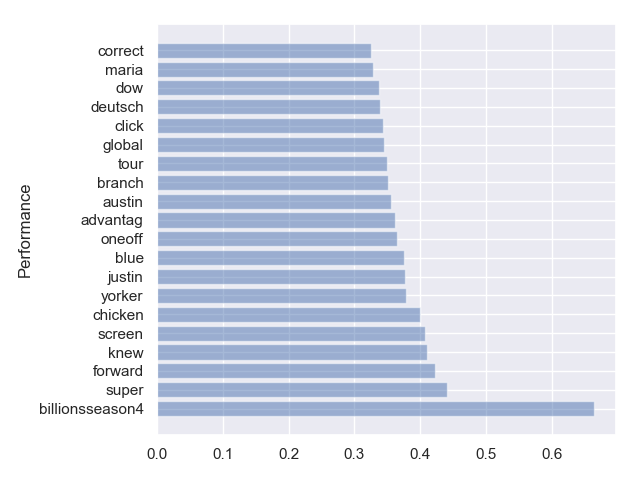 correct
maria
dow
deutsch
click
global
tour
branch
austin
advantag
oneoff
blue
justin
yorker
chicken
screen
knew
forward
super
billionsseason4
Performance
0.0 0.1 0.2 0.3 0.4 0.5 0.6